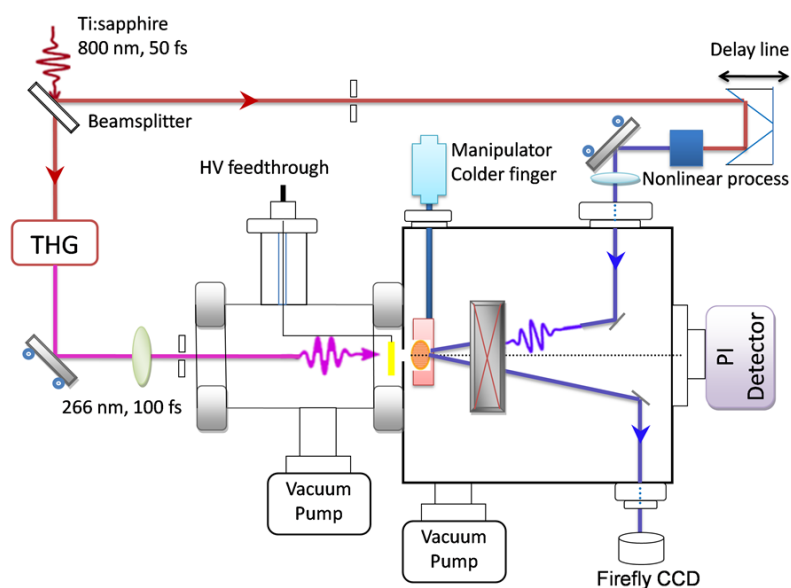 Ti:sapphire
800 nm, 50 fs
Delay line
Beamsplitter
HV feedthrough
Manipulator
Colder finger
Nonlinear process
THG
PI
Detector
266 nm, 100 fs
Vacuum
Pump
Vacuum
Pump
Firefly CCD